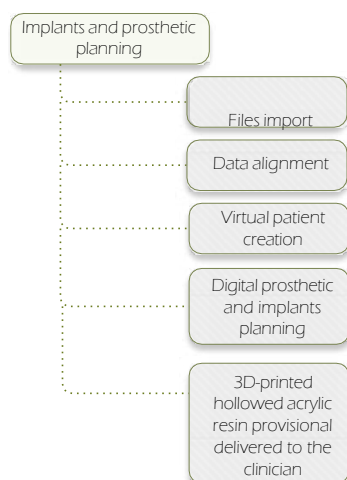 Implants and prosthetic
planning
Files import
Data alignment
Virtual patient
creation
Digital prosthetic
and implants
planning
3D-printed
hollowed acrylic
resin provisional
delivered to the
clinician